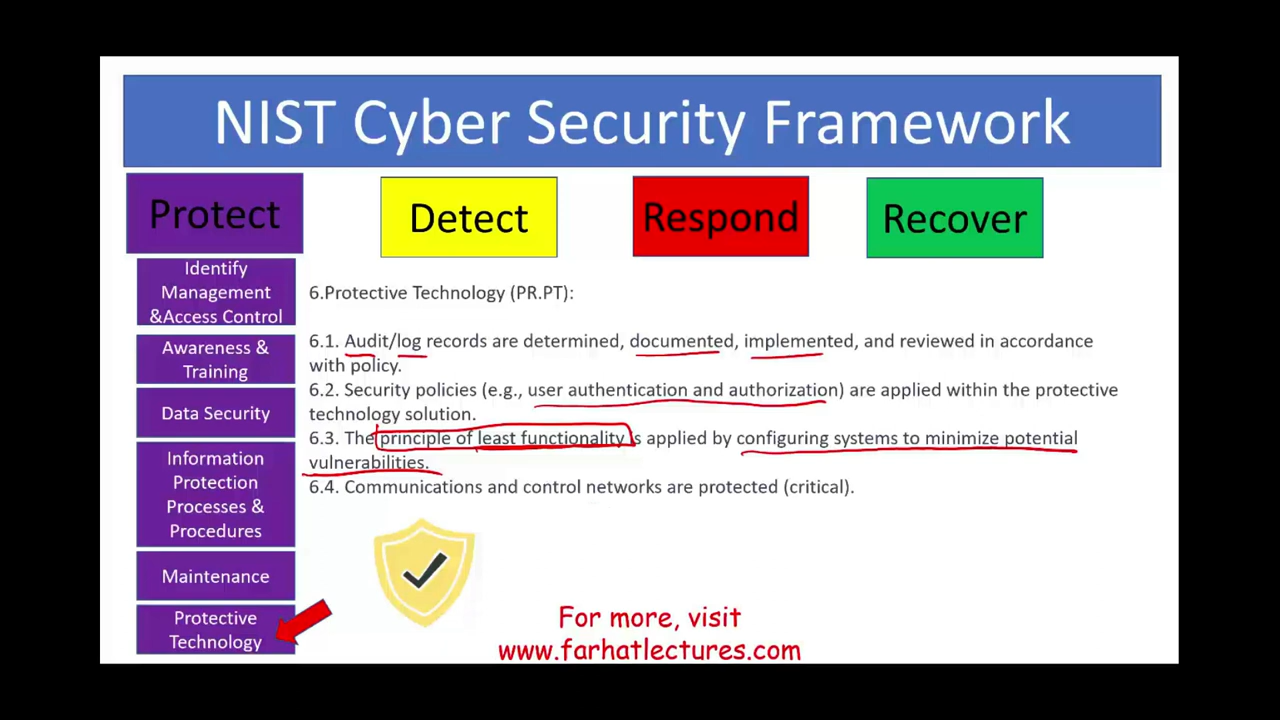 NIST Cyber Security Framework
Protect
Detect
Respond
Recover
Identify
Management
&Access Control
Awareness &
Training
Data Security
Information
Protection
Processes &
Procedures
Maintenance
Protective
Technology
6.Protective Technology (PR.PT):
6.1. Audit/log records are determined, documented, implemented, and reviewed in accordance
with policy.
6.2. Security policies (e.g., user authentication and authorization) are applied within the protective
technology solution.
6.3. The principle of least functionality is applied by configuring systems to minimize potential
vulnerabilities.
6.4. Communications and control networks are protected (critical).
For more, visit
www.farhatlectures.com